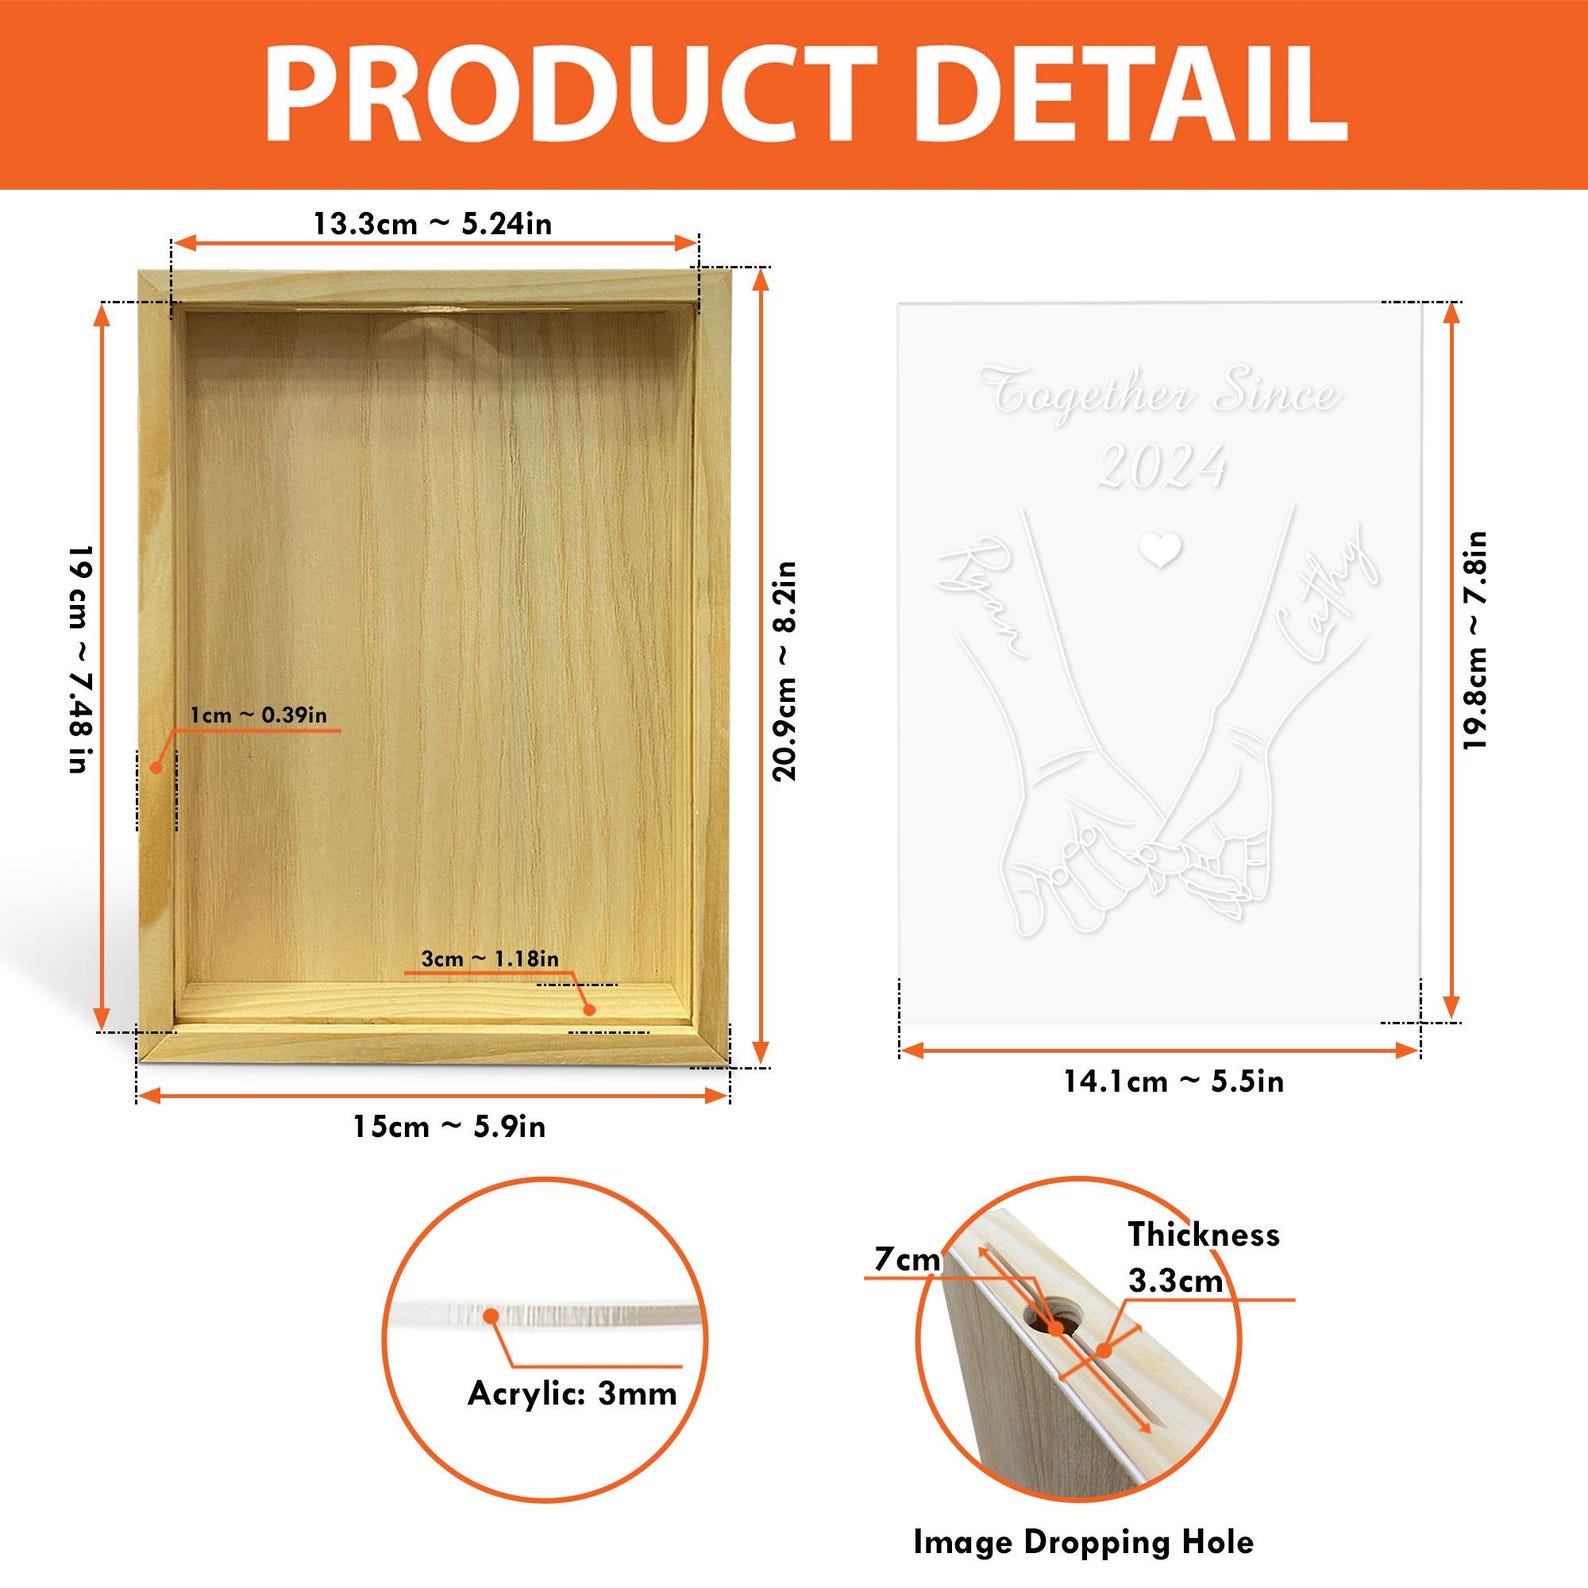 PRODUCT DETAIL
13.3cm ~ 5.24in
19 cm ~ 7.48 in
20.9cm ~ 8.2in
1cm ~ 0.39in
3cm ~ 1.18in
15cm ~ 5.9in
Together Since
2024
Ryan
Cathy
19.8cm ~ 7.8in
14.1cm ~ 5.5in
Acrylic: 3mm
7cm
Thickness
3.3cm
Image Dropping Hole